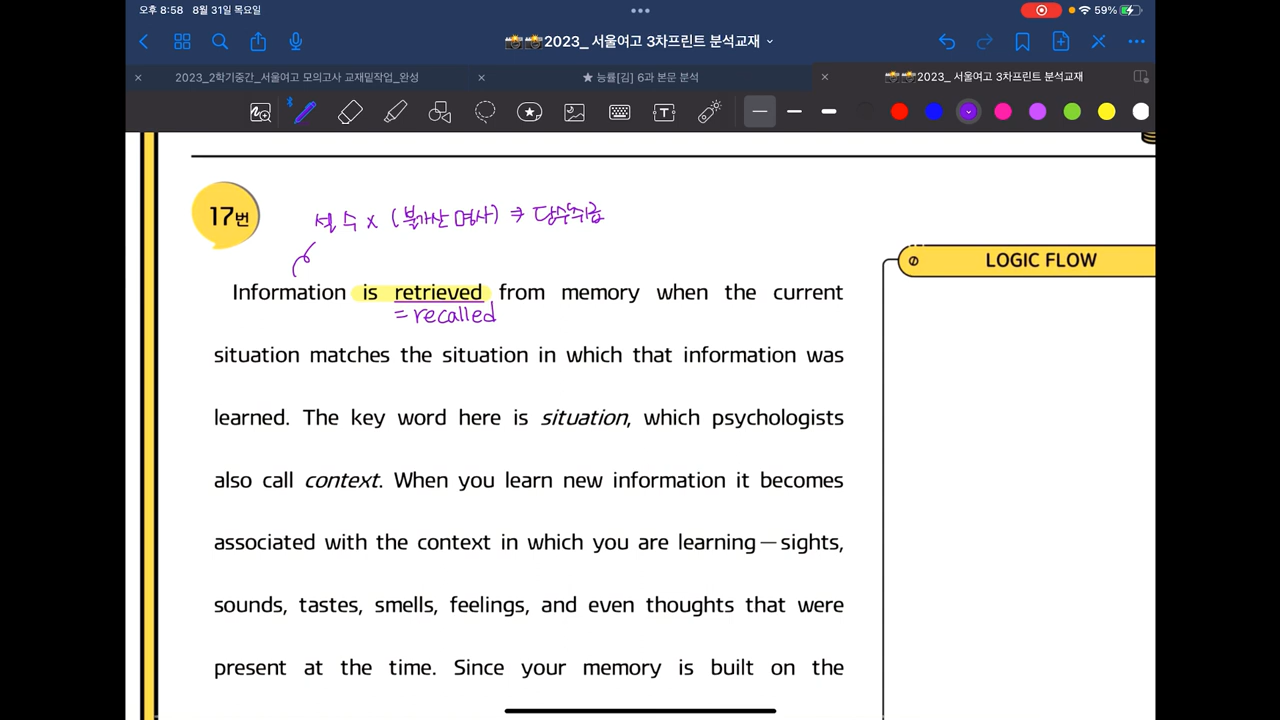 오후 8:58 8월 31일 목요일
59%
2023_ 서울여고 3차프린트 분석교재
2023_2학기중간_서울여고 모의고사 교재밑작업_완성
★ 능률[김] 6과 본문 분석
2023_ 서울여고 3차프린트 분석교재
17번
셀 수 x (불가산 명사) ⇒ 단수취급
LOGIC FLOW
Information is retrieved from memory when the current
= recalled
situation matches the situation in which that information was
learned. The key word here is situation, which psychologists
also call context. When you learn new information it becomes
associated with the context in which you are learning—sights,
sounds, tastes, smells, feelings, and even thoughts that were
present at the time. Since your memory is built on the